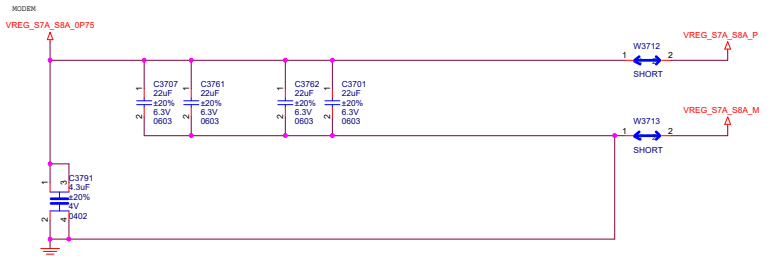 MODEM
VREG_S7A_S8A_0P75
VREG_S7A_S8A_P
W3712
1 2
SHORT
1 C3707
22uF
±20%
6.3V
2 0603
1 C3761
22uF
±20%
6.3V
2 0603
1 C3762
22uF
±20%
6.3V
2 0603
1 C3701
22uF
±20%
6.3V
2 0603
VREG_S7A_S8A_M
W3713
1 2
SHORT
1 3 C3791
4.3uF
±20%
4V
2 4 0402